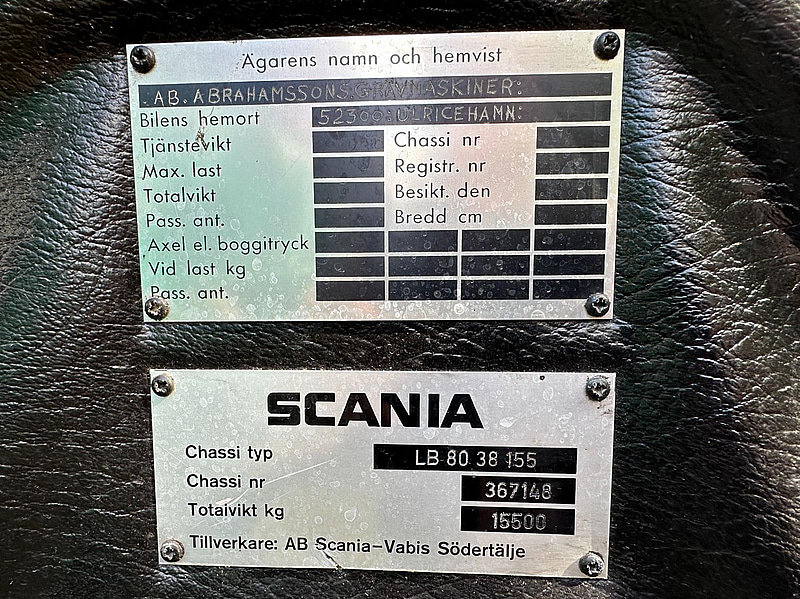 Ägarens namn och hemvist
AB. ABRAHAMSSONS. GRÄVMASKINER:
Bilens hemort 52300: ULRICEHAMN:
Tjänstevikt Chassi nr
Max. last Registr. nr
Totalvikt Besikt. den
Pass. ant. Bredd cm
Axel el. boggitryck
Vid last kg
Pass. ant.
SCANIA
Chassi typ LB 80 38 155
Chassi nr 367148
Totalvikt kg 15500
Tillverkare: AB Scania-Vabis Södertälje